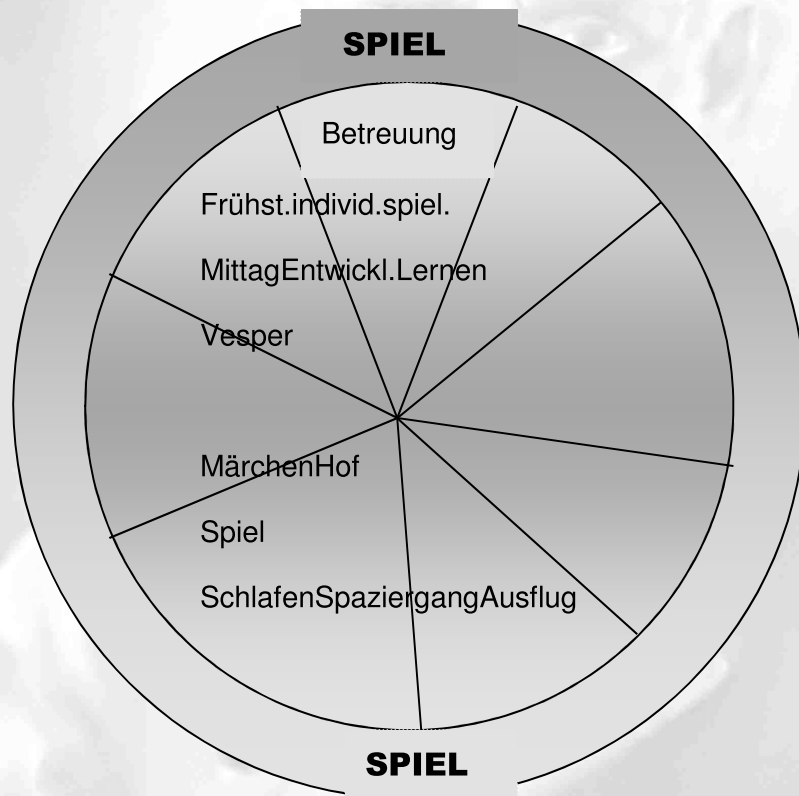 SPIEL
Betreuung
Frühst.individ.spiel.
MittagEntwickl.Lernen
Vesper
MärchenHof
Spiel
SchlafenSpaziergangAusflug
SPIEL